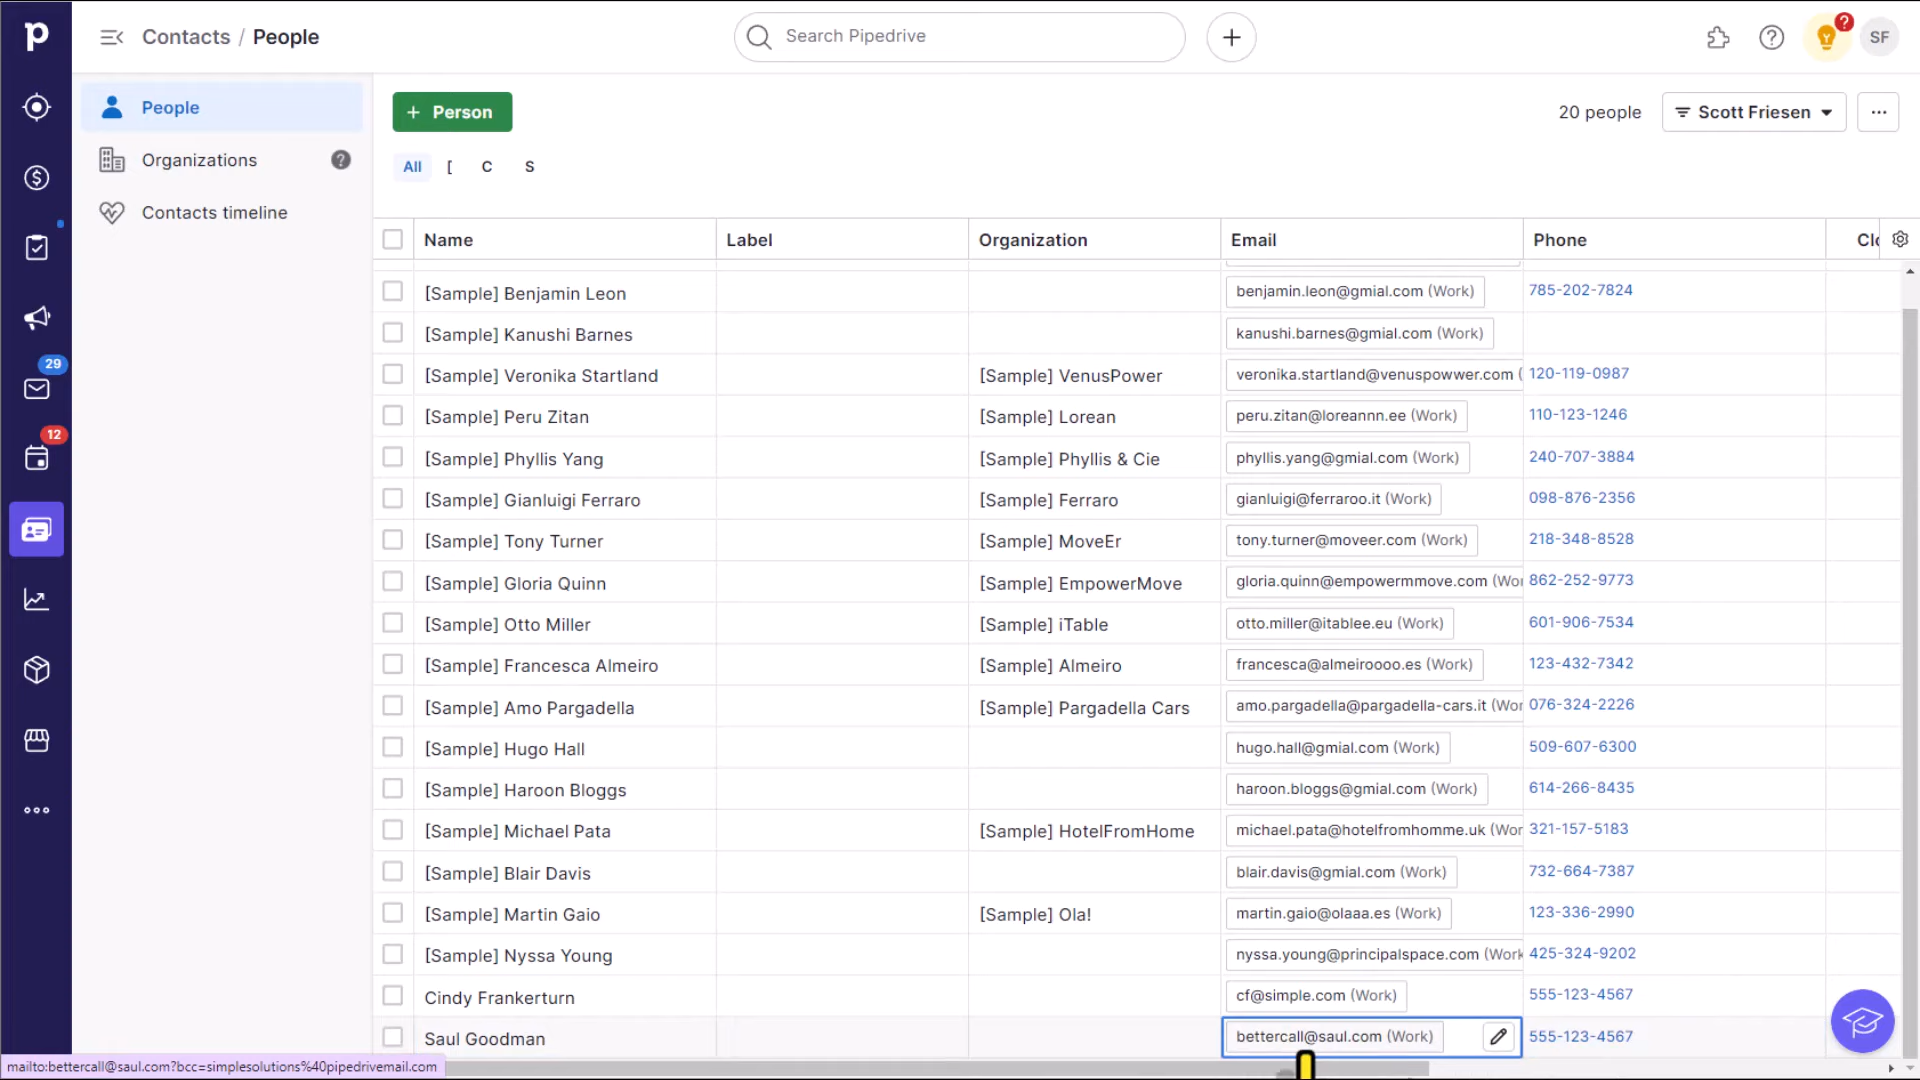 p
Contacts / People
Search Pipedrive
?
SF
People
Organizations
Contacts timeline
29
12
+ Person
20 people
Scott Friesen
All [ C S
Name Label Organization Email Phone
[Sample] Benjamin Leon benjamin.leon@gmial.com (Work) 785-202-7824
[Sample] Kanushi Barnes kanushi.barnes@gmial.com (Work)
[Sample] Veronika Startland [Sample] VenusPower veronika.startland@venuspowwer.com ( 120-119-0987
[Sample] Peru Zitan [Sample] Lorean peru.zitan@loreannn.ee (Work) 110-123-1246
[Sample] Phyllis Yang [Sample] Phyllis & Cie phyllis.yang@gmial.com (Work) 240-707-3884
[Sample] Gianluigi Ferraro [Sample] Ferraro gianluigi@ferraroo.it (Work) 098-876-2356
[Sample] Tony Turner [Sample] MoveEr tony.turner@moveer.com (Work) 218-348-8528
[Sample] Gloria Quinn [Sample] EmpowerMove gloria.quinn@empowermmove.com (Wor 862-252-9773
[Sample] Otto Miller [Sample] iTable otto.miller@itablee.eu (Work) 601-906-7534
[Sample] Francesca Almeiro [Sample] Almeiro francesca@almeiroooo.es (Work) 123-432-7342
[Sample] Amo Pargadella [Sample] Pargadella Cars amo.pargadella@pargadella-cars.it (Wor 076-324-2226
[Sample] Hugo Hall hugo.hall@gmial.com (Work) 509-607-6300
[Sample] Haroon Bloggs haroon.bloggs@gmial.com (Work) 614-266-8435
[Sample] Michael Pata [Sample] HotelFromHome michael.pata@hotelfromhomme.uk (Wor 321-157-5183
[Sample] Blair Davis blair.davis@gmial.com (Work) 732-664-7387
[Sample] Martin Gaio [Sample] Ola! martin.gaio@olaaa.es (Work) 123-336-2990
[Sample] Nyssa Young nyssa.young@principalspace.com (Work 425-324-9202
Cindy Frankerturn cf@simple.com (Work) 555-123-4567
Saul Goodman bettercall@saul.com (Work) 555-123-4567
mailto:bettercall@saul.com?bcc=simplesolutions%40pipedrivemail.com